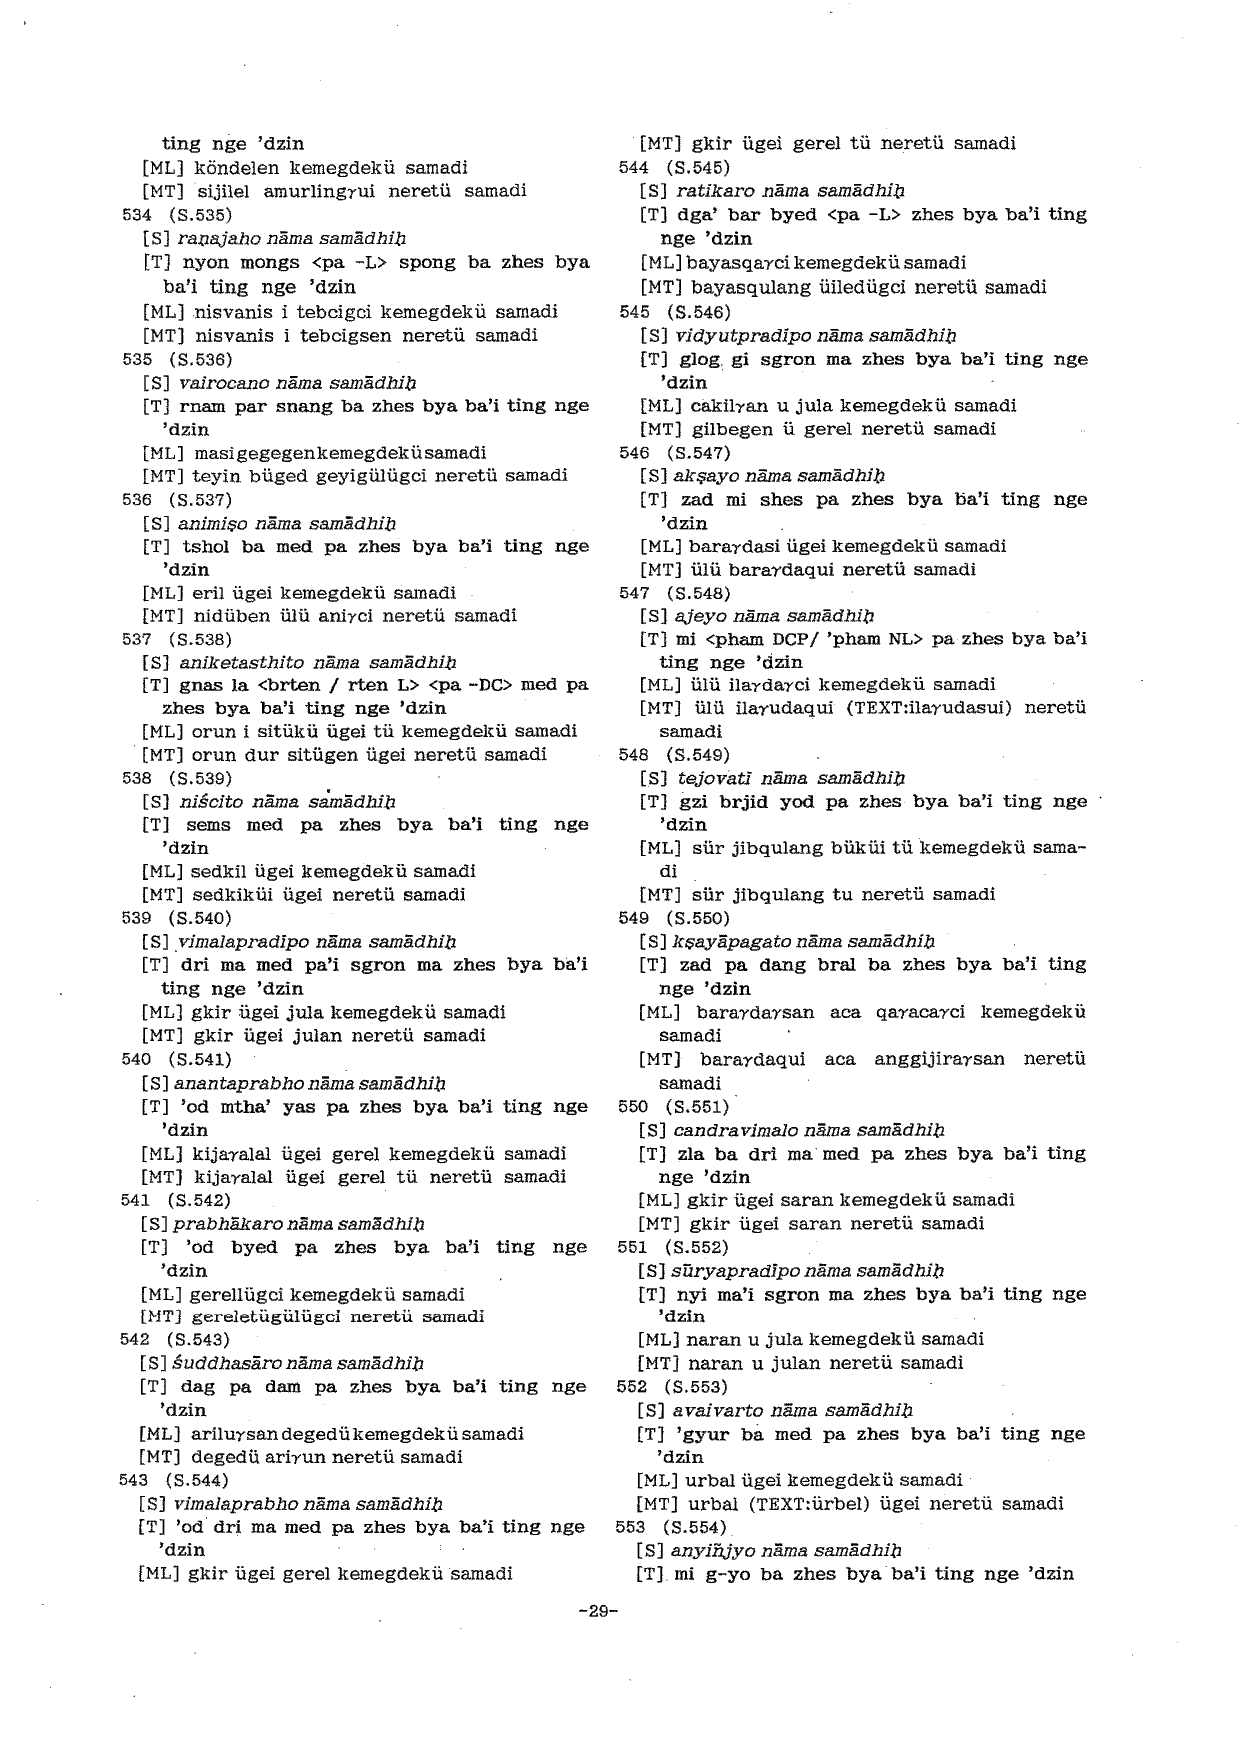 ting nge 'dzin
[ML] köndelen kemegdekü samadi
[MT] sijilel amurlingγui neretü samadi
534 (S.535)
[S] raṇajaho nāma samādhiḥ
[T] nyon mongs <pa -L> spong ba zhes bya
ba'i ting nge 'dzin
[ML] nisvanis i tebcigci kemegdekü samadi
[MT] nisvanis i tebcigsen neretü samadi
535 (S.536)
[S] vairocano nāma samādhiḥ
[T] rnam par snang ba zhes bya ba'i ting nge
'dzin
[ML] masi gegegen kemegdekü samadi
[MT] teyin büged geyigülügci neretü samadi
536 (S.537)
[S] animiṣo nāma samādhiḥ
[T] tshol ba med pa zhes bya ba'i ting nge
'dzin
[ML] eril ügei kemegdekü samadi
[MT] nidüben ülü aniγci neretü samadi
537 (S.538)
[S] aniketasthito nāma samādhiḥ
[T] gnas la <brten / rten L> <pa -DC> med pa
zhes bya ba'i ting nge 'dzin
[ML] orun i sitükü ügei tü kemegdekü samadi
[MT] orun dur sitügen ügei neretü samadi
538 (S.539)
[S] niścito nāma samādhiḥ
[T] sems med pa zhes bya ba'i ting nge
'dzin
[ML] sedkil ügei kemegdekü samadi
[MT] sedkiküi ügei neretü samadi
539 (S.540)
[S] vimalapradīpo nāma samādhiḥ
[T] dri ma med pa'i sgron ma zhes bya ba'i
ting nge 'dzin
[ML] gkir ügei jula kemegdekü samadi
[MT] gkir ügei julan neretü samadi
540 (S.541)
[S] anantaprabho nāma samādhiḥ
[T] 'od mtha' yas pa zhes bya ba'i ting nge
'dzin
[ML] kijaγalal ügei gerel kemegdekü samadi
[MT] kijaγalal ügei gerel tü neretü samadi
541 (S.542)
[S] prabhākaro nāma samādhiḥ
[T] 'od byed pa zhes bya ba'i ting nge
'dzin
[ML] gerellügci kemegdekü samadi
[MT] gereletügülügci neretü samadi
542 (S.543)
[S] śuddhasāro nāma samādhiḥ
[T] dag pa dam pa zhes bya ba'i ting nge
'dzin
[ML] ariluγsan degedü kemegdekü samadi
[MT] degedü ariγun neretü samadi
543 (S.544)
[S] vimalaprabho nāma samādhiḥ
[T] 'od dri ma med pa zhes bya ba'i ting nge
'dzin
[ML] gkir ügei gerel kemegdekü samadi
[MT] gkir ügei gerel tü neretü samadi
544 (S.545)
[S] ratikaro nāma samādhiḥ
[T] dga' bar byed <pa -L> zhes bya ba'i ting
nge 'dzin
[ML] bayasqaγci kemegdekü samadi
[MT] bayasqulang üiledügci neretü samadi
545 (S.546)
[S] vidyutpradīpo nāma samādhiḥ
[T] glog gi sgron ma zhes bya ba'i ting nge
'dzin
[ML] cakilγan u jula kemegdekü samadi
[MT] gilbegen ü gerel neretü samadi
546 (S.547)
[S] akṣayo nāma samādhiḥ
[T] zad mi shes pa zhes bya ba'i ting nge
'dzin
[ML] baraγdasi ügei kemegdekü samadi
[MT] ülü baraγdaqui neretü samadi
547 (S.548)
[S] ajeyo nāma samādhiḥ
[T] mi <pham DCP/ 'pham NL> pa zhes bya ba'i
ting nge 'dzin
[ML] ülü ilaγdaγci kemegdekü samadi
[MT] ülü ilaγudaqui (TEXT:ilaγudasui) neretü
samadi
548 (S.549)
[S] tejovatī nāma samādhiḥ
[T] gzi brjid yod pa zhes bya ba'i ting nge
'dzin
[ML] sür jibqulang büküi tü kemegdekü sama-
di
[MT] sür jibqulang tu neretü samadi
549 (S.550)
[S] kṣayāpagato nāma samādhiḥ
[T] zad pa dang bral ba zhes bya ba'i ting
nge 'dzin
[ML] baraγdaγsan aca qaγacaγci kemegdekü
samadi
[MT] baraγdaqui aca anggijiraγsan neretü
samadi
550 (S.551)
[S] candravimalo nāma samādhiḥ
[T] zla ba dri ma med pa zhes bya ba'i ting
nge 'dzin
[ML] gkir ügei saran kemegdekü samadi
[MT] gkir ügei saran neretü samadi
551 (S.552)
[S] sūryapradīpo nāma samādhiḥ
[T] nyi ma'i sgron ma zhes bya ba'i ting nge
'dzin
[ML] naran u jula kemegdekü samadi
[MT] naran u julan neretü samadi
552 (S.553)
[S] avaivarto nāma samādhiḥ
[T] 'gyur ba med pa zhes bya ba'i ting nge
'dzin
[ML] urbal ügei kemegdekü samadi
[MT] urbal (TEXT:ürbel) ügei neretü samadi
553 (S.554)
[S] anyiñjyo nāma samādhiḥ
[T] mi g-yo ba zhes bya ba'i ting nge 'dzin
-29-